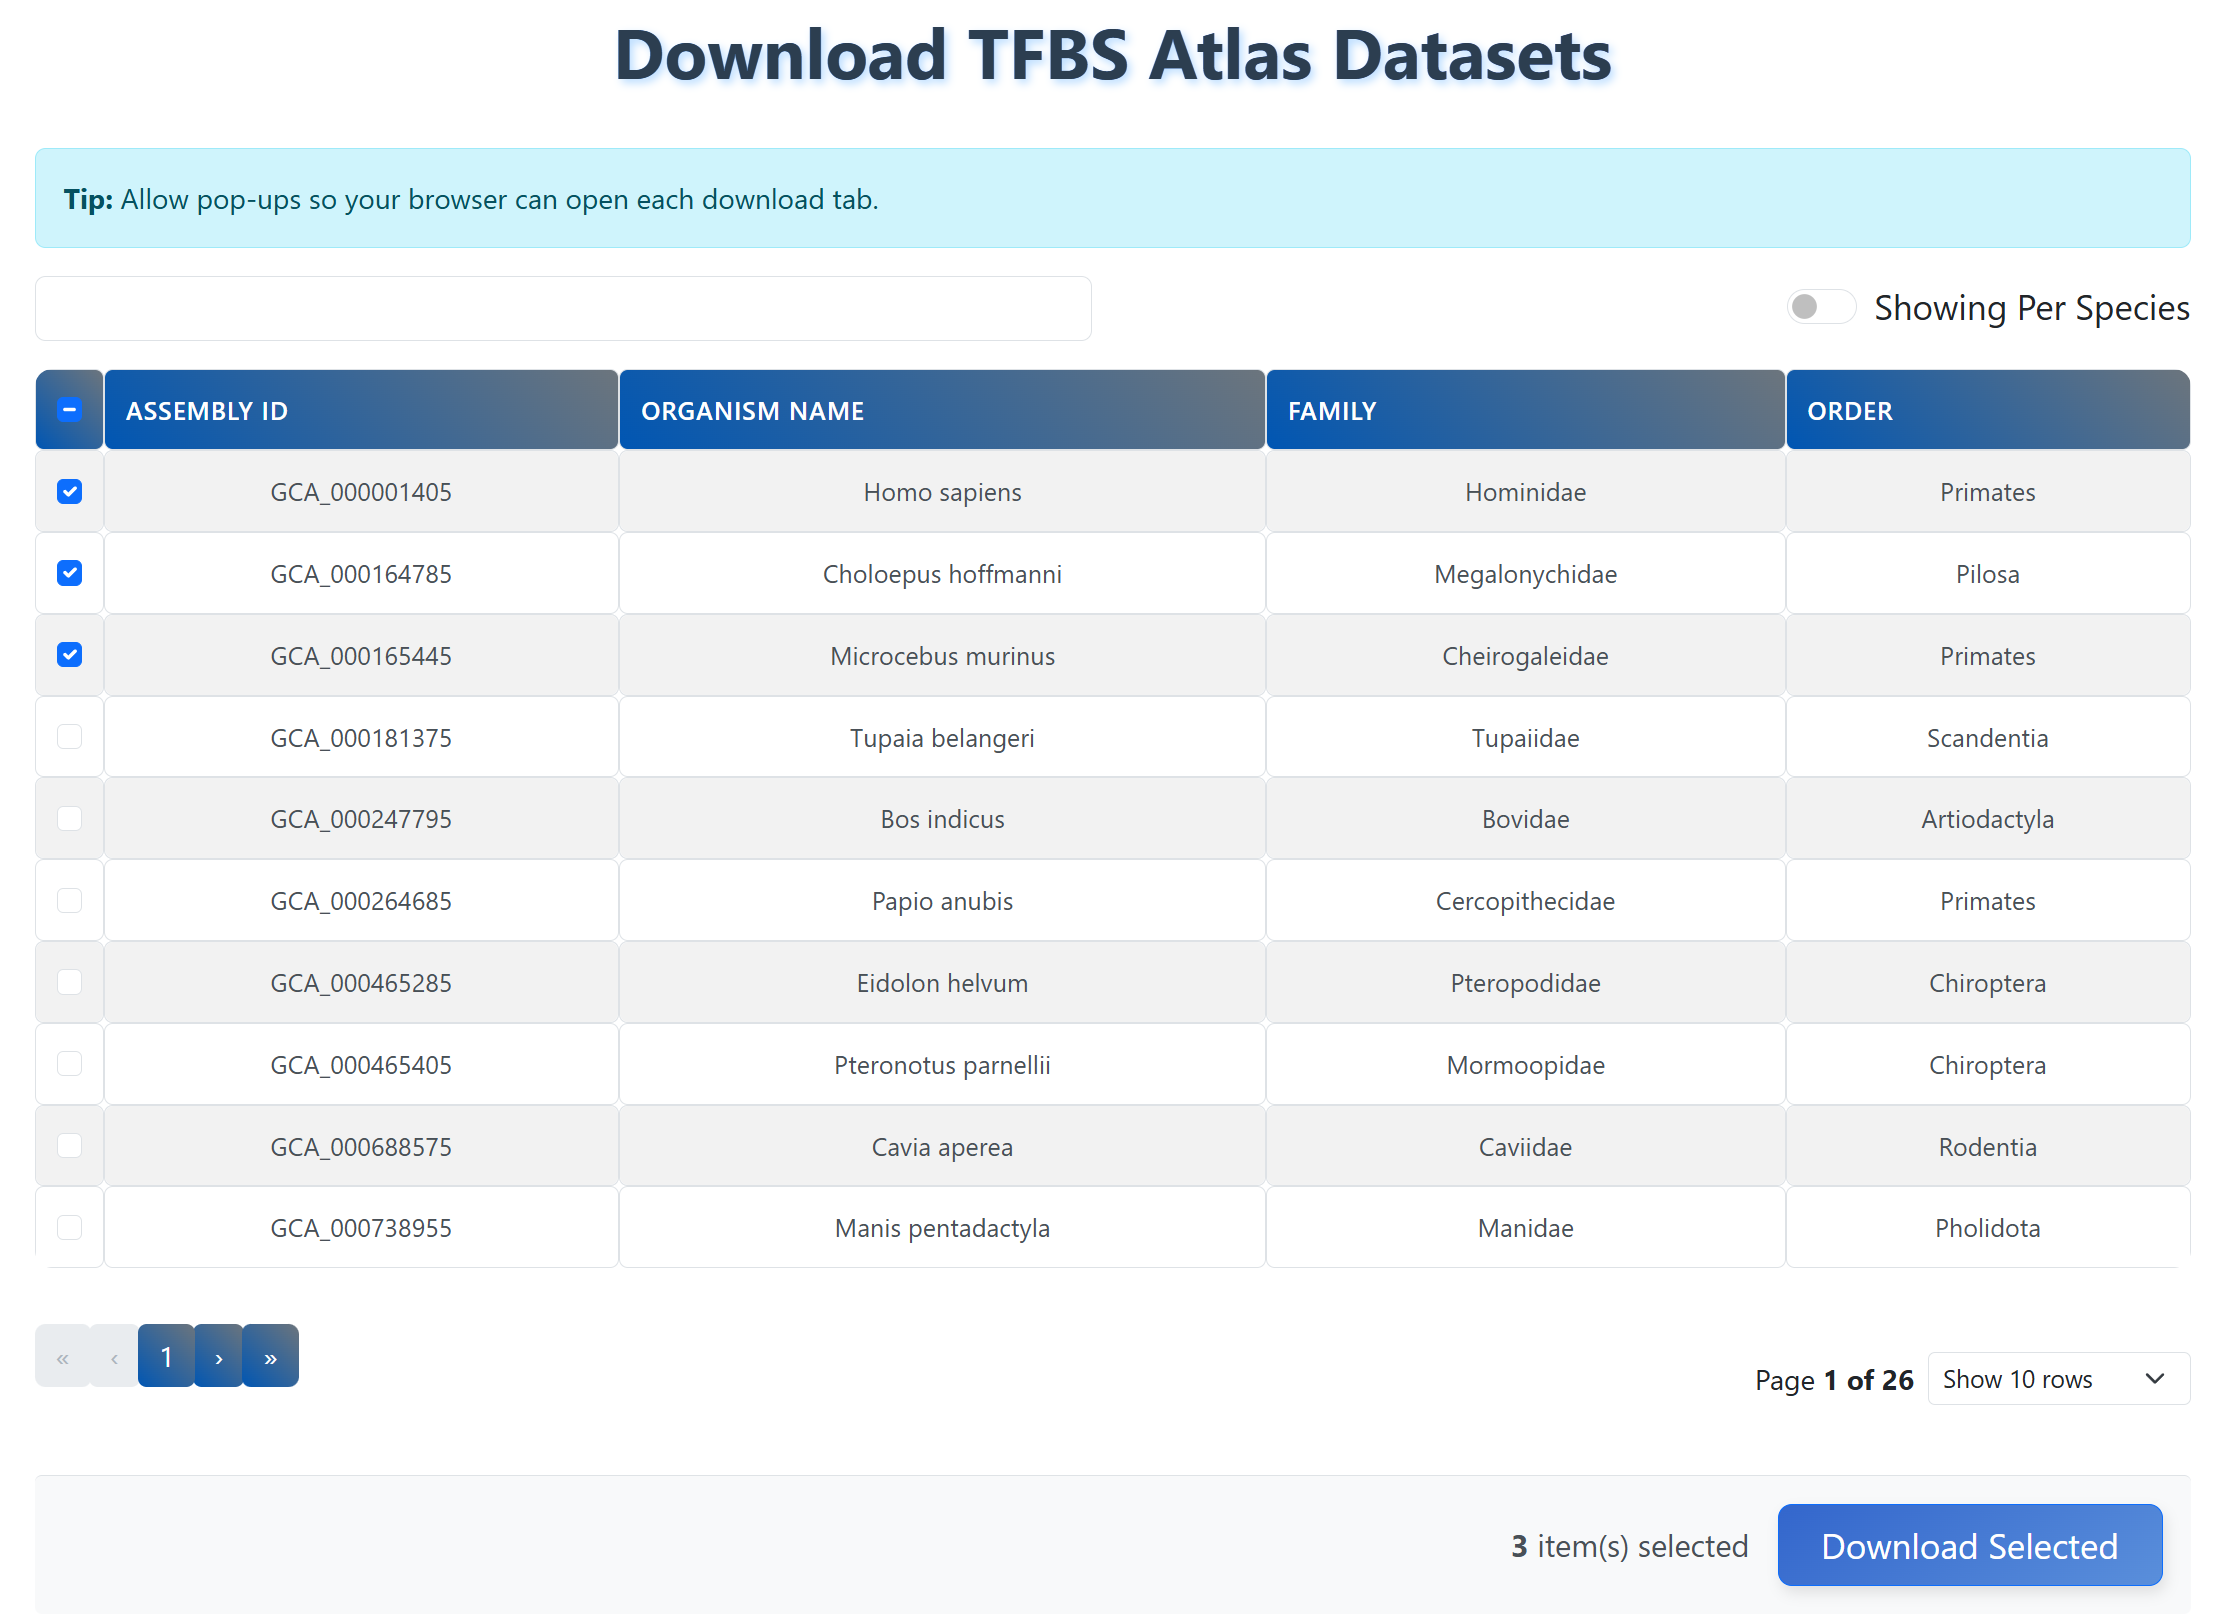 Download TFBS Atlas Datasets
Tip: Allow pop-ups so your browser can open each download tab.
Showing Per Species
ASSEMBLY ID ORGANISM NAME FAMILY ORDER
GCA_000001405 Homo sapiens Hominidae Primates
GCA_000164785 Choloepus hoffmanni Megalonychidae Pilosa
GCA_000165445 Microcebus murinus Cheirogaleidae Primates
GCA_000181375 Tupaia belangeri Tupaiidae Scandentia
GCA_000247795 Bos indicus Bovidae Artiodactyla
GCA_000264685 Papio anubis Cercopithecidae Primates
GCA_000465285 Eidolon helvum Pteropodidae Chiroptera
GCA_000465405 Pteronotus parnellii Mormoopidae Chiroptera
GCA_000688575 Cavia aperea Caviidae Rodentia
GCA_000738955 Manis pentadactyla Manidae Pholidota
« ‹ 1 › »
Page 1 of 26 Show 10 rows
3 item(s) selected Download Selected